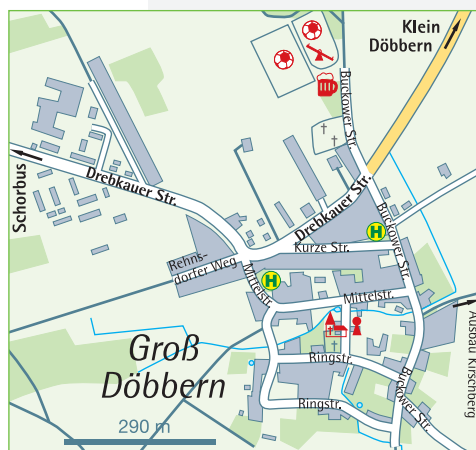 Klein
Döbbern
Buckower Str.
Schorbus
Drebkauer Str.
Drebkauer Str.
H
Buckower Str.
Kurze Str.
Rehns-
dorfer Weg
H
Mittelstr.
Mittelstr.
Ausbau Kirschberg
Groß
Döbbern
Ringstr.
Buckower Str.
Ringstr.
290 m